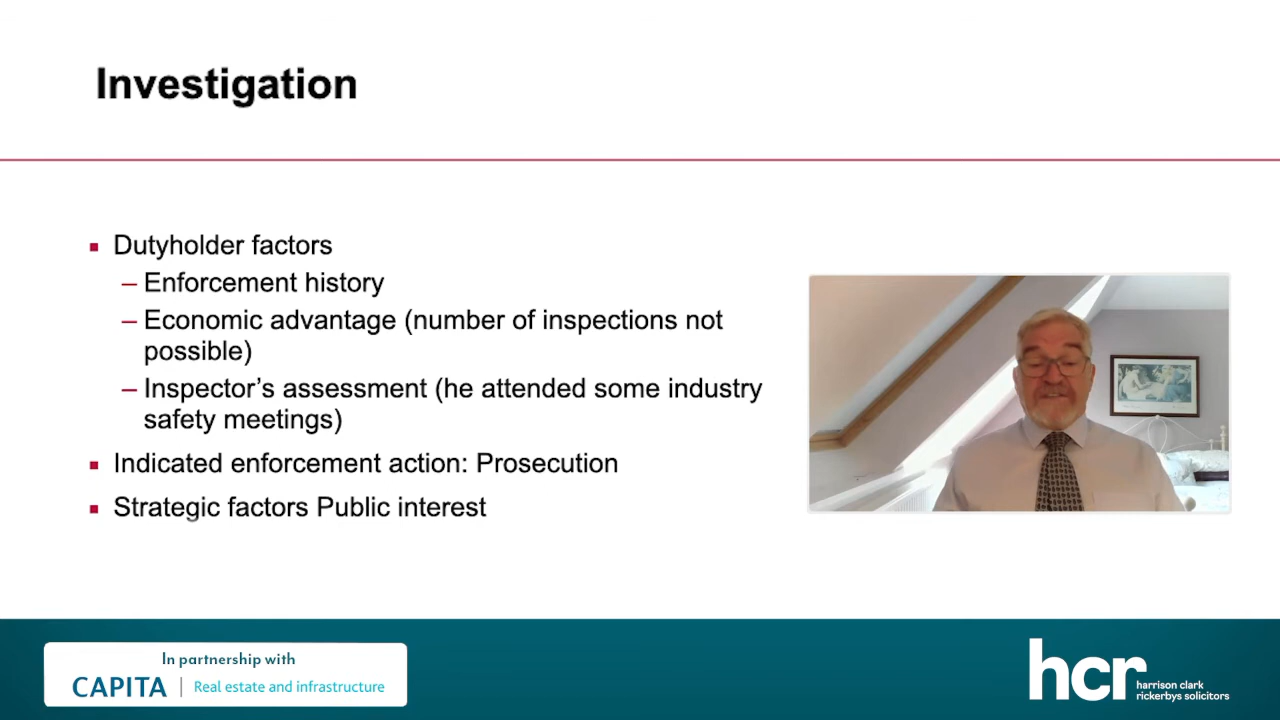 Investigation
Dutyholder factors
– Enforcement history
– Economic advantage (number of inspections not
possible)
– Inspector’s assessment (he attended some industry
safety meetings)
Indicated enforcement action: Prosecution
Strategic factors Public interest
In partnership with
CAPITA | Real estate and infrastructure
hcr harrison clark
rickerbys solicitors